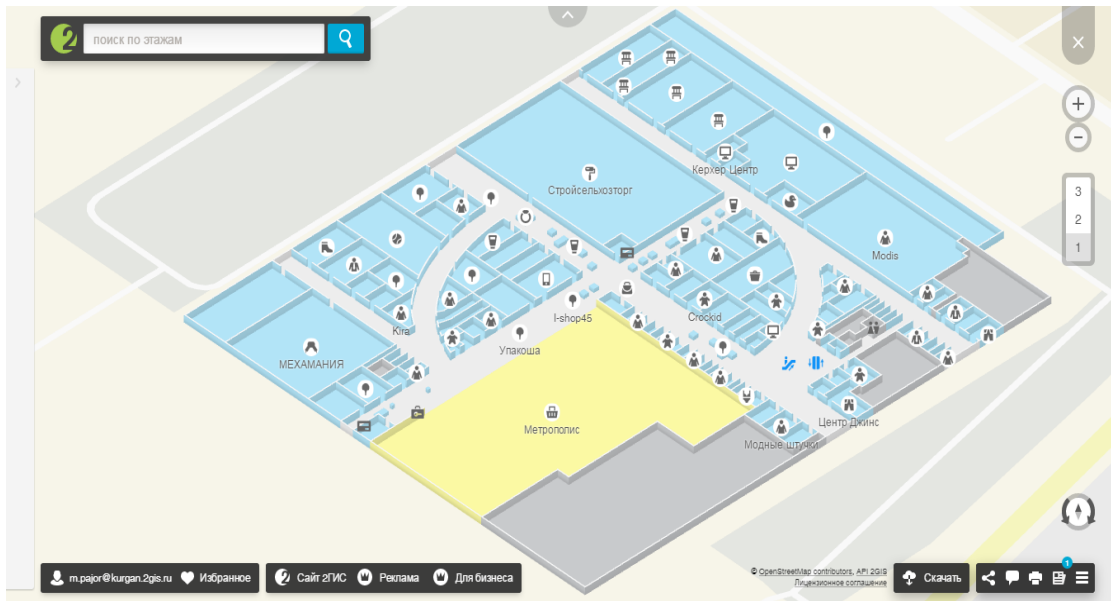 2
поиск по этажам
Керхер Центр
3
2
1
Стройсельхозторг
Modis
Kira
I-shop45
Crockid
Упакоша
МЕХАМАНИЯ
Метрополис
Центр Джинс
Модные штучки
m.pajor@kurgan.2gis.ru
Избранное
Сайт 2ГИС
Реклама
Для бизнеса
© OpenStreetMap contributors, API 2GIS
Лицензионное соглашение
Скачать
1